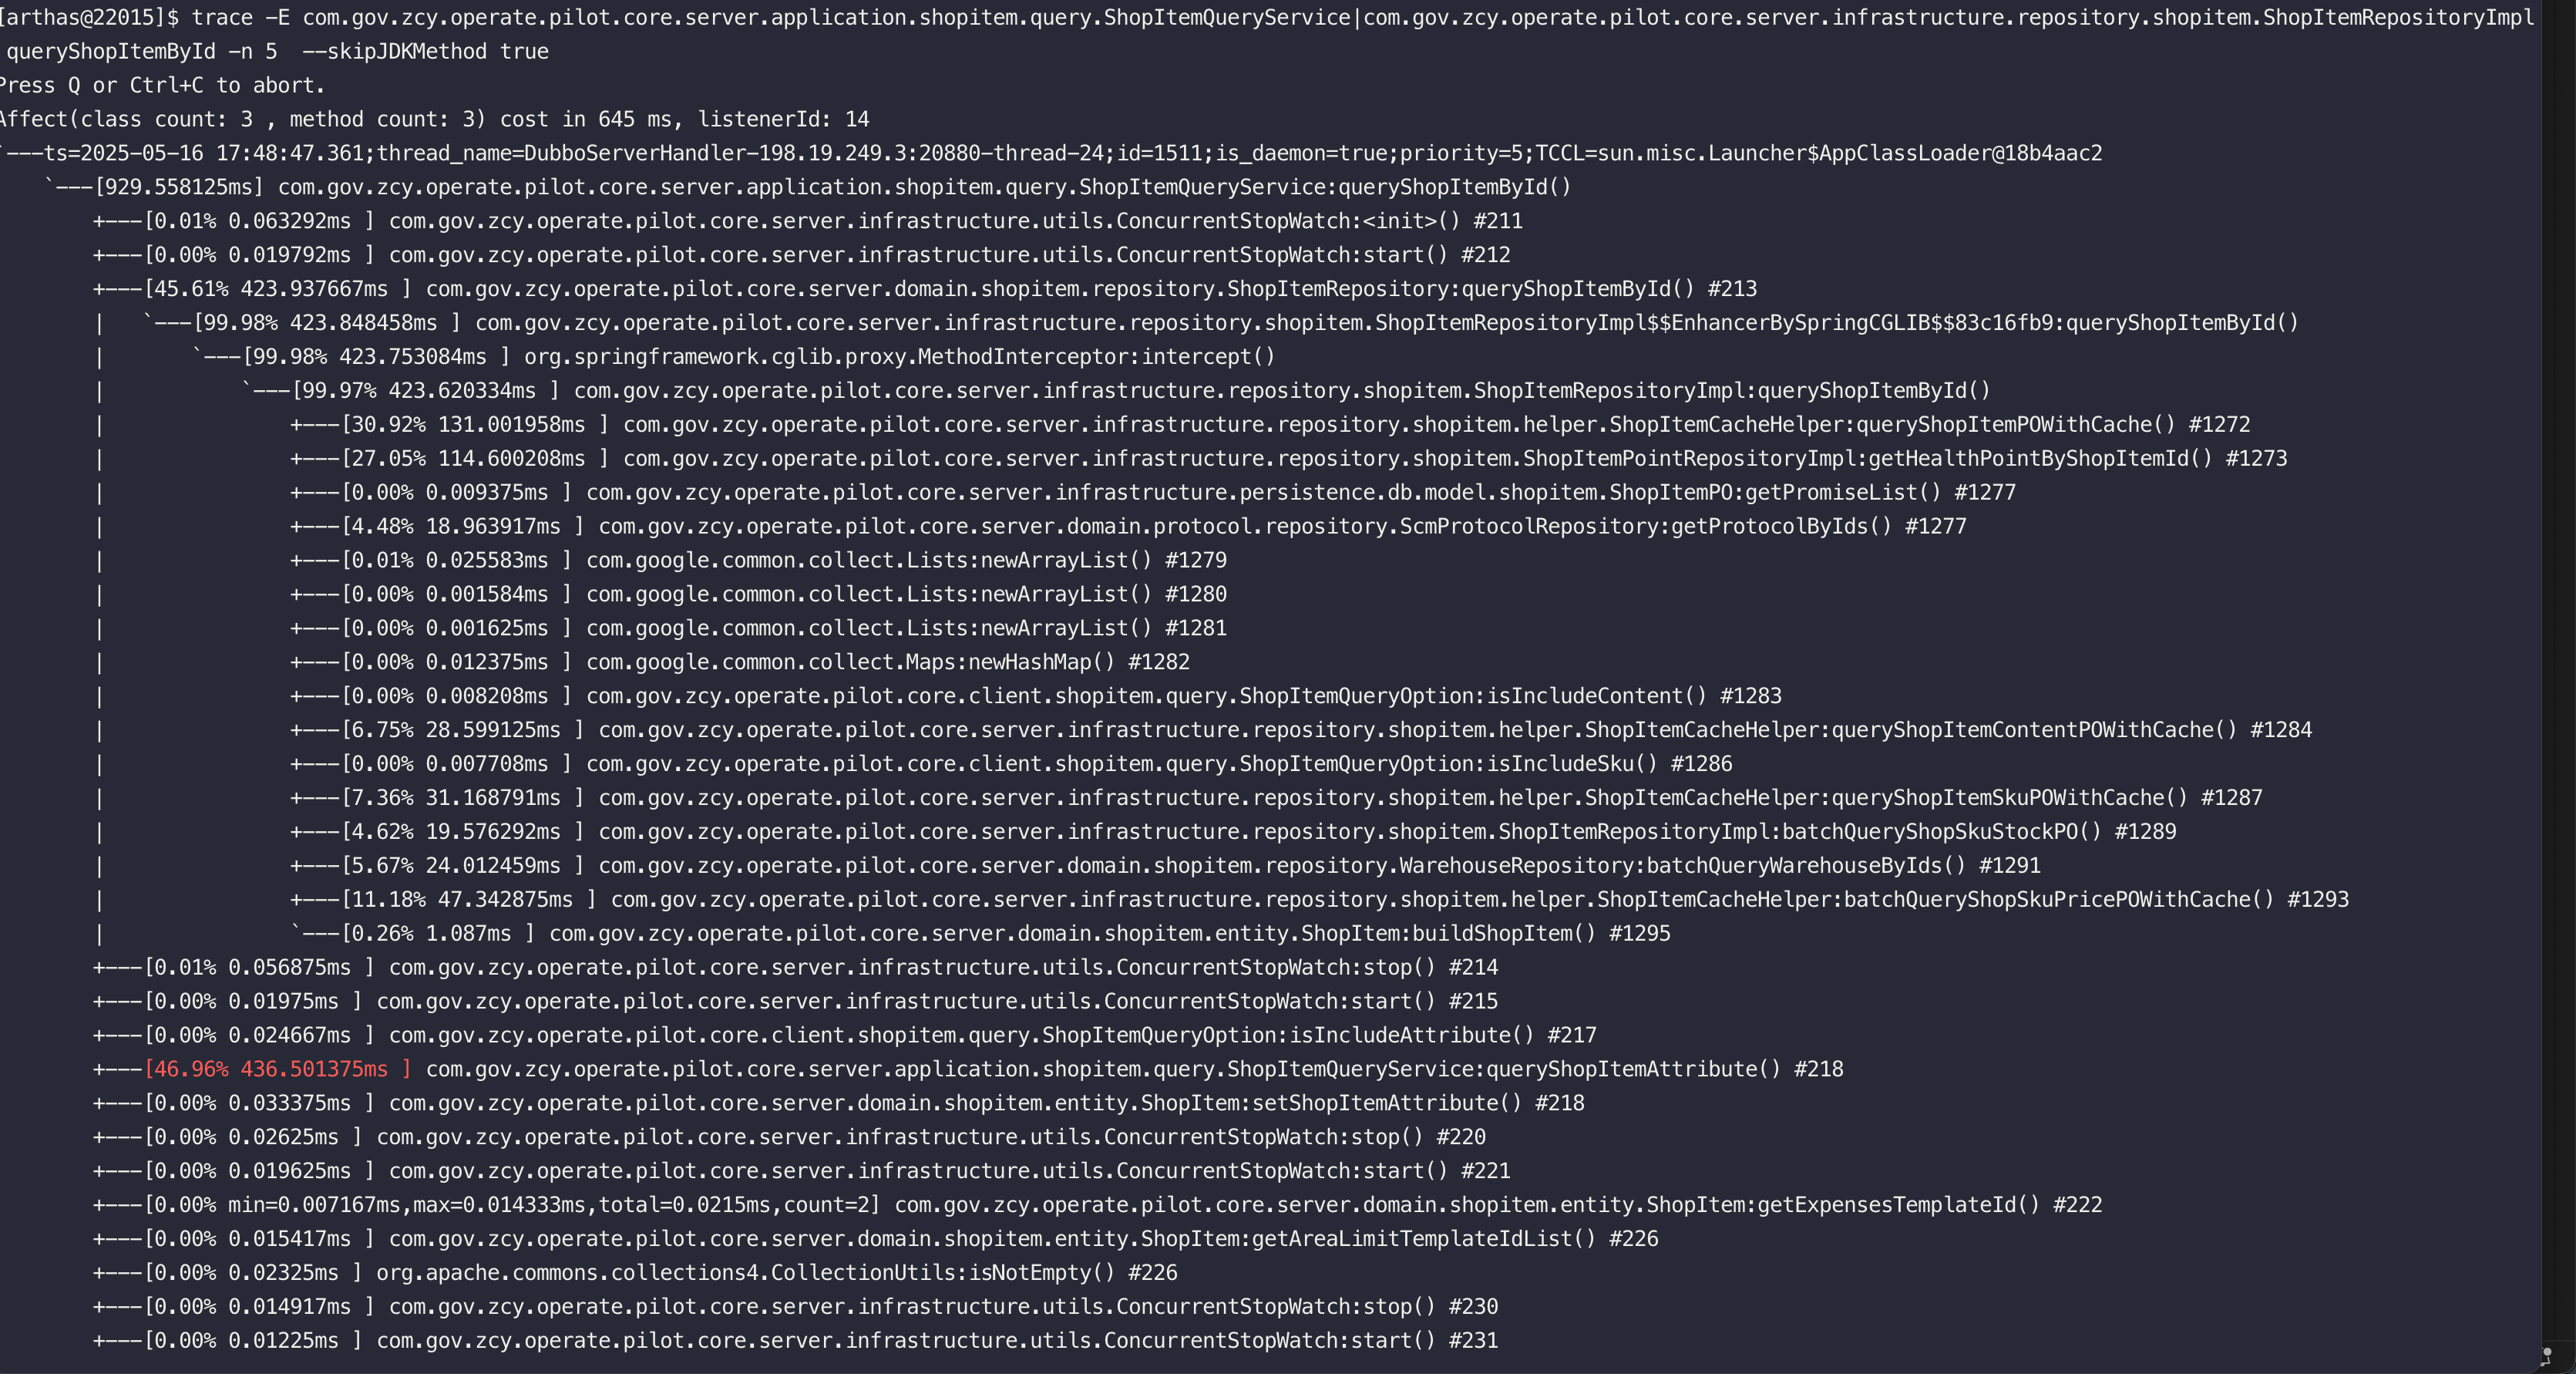 [arthas@22015]$ trace -E com.gov.zcy.operate.pilot.core.server.application.shopitem.query.ShopItemQueryService|com.gov.zcy.operate.pilot.core.server.infrastructure.repository.shopitem.ShopItemRepositoryImpl
queryShopItemById -n 5  --skipJDKMethod true
Press Q or Ctrl+C to abort.
Affect(class count: 3 , method count: 3) cost in 645 ms, listenerId: 14
`---ts=2025-05-16 17:48:47.361;thread_name=DubboServerHandler-198.19.249.3:20880-thread-24;id=1511;is_daemon=true;priority=5;TCCL=sun.misc.Launcher$AppClassLoader@18b4aac2
    `---[929.558125ms] com.gov.zcy.operate.pilot.core.server.application.shopitem.query.ShopItemQueryService:queryShopItemById()
        +---[0.01% 0.063292ms ] com.gov.zcy.operate.pilot.core.server.infrastructure.utils.ConcurrentStopWatch:<init>() #211
        +---[0.00% 0.019792ms ] com.gov.zcy.operate.pilot.core.server.infrastructure.utils.ConcurrentStopWatch:start() #212
        +---[45.61% 423.937667ms ] com.gov.zcy.operate.pilot.core.server.domain.shopitem.repository.ShopItemRepository:queryShopItemById() #213
        |   `---[99.98% 423.848458ms ] com.gov.zcy.operate.pilot.core.server.infrastructure.repository.shopitem.ShopItemRepositoryImpl$$EnhancerBySpringCGLIB$$83c16fb9:queryShopItemById()
        |       `---[99.98% 423.753084ms ] org.springframework.cglib.proxy.MethodInterceptor:intercept()
        |           `---[99.97% 423.620334ms ] com.gov.zcy.operate.pilot.core.server.infrastructure.repository.shopitem.ShopItemRepositoryImpl:queryShopItemById()
        |               +---[30.92% 131.001958ms ] com.gov.zcy.operate.pilot.core.server.infrastructure.repository.shopitem.helper.ShopItemCacheHelper:queryShopItemPOWithCache() #1272
        |               +---[27.05% 114.600208ms ] com.gov.zcy.operate.pilot.core.server.infrastructure.repository.shopitem.ShopItemPointRepositoryImpl:getHealthPointByShopItemId() #1273
        |               +---[0.00% 0.009375ms ] com.gov.zcy.operate.pilot.core.server.infrastructure.persistence.db.model.shopitem.ShopItemPO:getPromiseList() #1277
        |               +---[4.48% 18.963917ms ] com.gov.zcy.operate.pilot.core.server.domain.protocol.repository.ScmProtocolRepository:getProtocolByIds() #1277
        |               +---[0.01% 0.025583ms ] com.google.common.collect.Lists:newArrayList() #1279
        |               +---[0.00% 0.001584ms ] com.google.common.collect.Lists:newArrayList() #1280
        |               +---[0.00% 0.001625ms ] com.google.common.collect.Lists:newArrayList() #1281
        |               +---[0.00% 0.012375ms ] com.google.common.collect.Maps:newHashMap() #1282
        |               +---[0.00% 0.008208ms ] com.gov.zcy.operate.pilot.core.client.shopitem.query.ShopItemQueryOption:isIncludeContent() #1283
        |               +---[6.75% 28.599125ms ] com.gov.zcy.operate.pilot.core.server.infrastructure.repository.shopitem.helper.ShopItemCacheHelper:queryShopItemContentPOWithCache() #1284
        |               +---[0.00% 0.007708ms ] com.gov.zcy.operate.pilot.core.client.shopitem.query.ShopItemQueryOption:isIncludeSku() #1286
        |               +---[7.36% 31.168791ms ] com.gov.zcy.operate.pilot.core.server.infrastructure.repository.shopitem.helper.ShopItemCacheHelper:queryShopItemSkuPOWithCache() #1287
        |               +---[4.62% 19.576292ms ] com.gov.zcy.operate.pilot.core.server.infrastructure.repository.shopitem.ShopItemRepositoryImpl:batchQueryShopSkuStockPO() #1289
        |               +---[5.67% 24.012459ms ] com.gov.zcy.operate.pilot.core.server.domain.shopitem.repository.WarehouseRepository:batchQueryWarehouseByIds() #1291
        |               +---[11.18% 47.342875ms ] com.gov.zcy.operate.pilot.core.server.infrastructure.repository.shopitem.helper.ShopItemCacheHelper:batchQueryShopSkuPricePOWithCache() #1293
        |               `---[0.26% 1.087ms ] com.gov.zcy.operate.pilot.core.server.domain.shopitem.entity.ShopItem:buildShopItem() #1295
        +---[0.01% 0.056875ms ] com.gov.zcy.operate.pilot.core.server.infrastructure.utils.ConcurrentStopWatch:stop() #214
        +---[0.00% 0.01975ms ] com.gov.zcy.operate.pilot.core.server.infrastructure.utils.ConcurrentStopWatch:start() #215
        +---[0.00% 0.024667ms ] com.gov.zcy.operate.pilot.core.client.shopitem.query.ShopItemQueryOption:isIncludeAttribute() #217
        +---[46.96% 436.501375ms ] com.gov.zcy.operate.pilot.core.server.application.shopitem.query.ShopItemQueryService:queryShopItemAttribute() #218
        +---[0.00% 0.033375ms ] com.gov.zcy.operate.pilot.core.server.domain.shopitem.entity.ShopItem:setShopItemAttribute() #218
        +---[0.00% 0.02625ms ] com.gov.zcy.operate.pilot.core.server.infrastructure.utils.ConcurrentStopWatch:stop() #220
        +---[0.00% 0.019625ms ] com.gov.zcy.operate.pilot.core.server.infrastructure.utils.ConcurrentStopWatch:start() #221
        +---[0.00% min=0.007167ms,max=0.014333ms,total=0.0215ms,count=2] com.gov.zcy.operate.pilot.core.server.domain.shopitem.entity.ShopItem:getExpensesTemplateId() #222
        +---[0.00% 0.015417ms ] com.gov.zcy.operate.pilot.core.server.domain.shopitem.entity.ShopItem:getAreaLimitTemplateIdList() #226
        +---[0.00% 0.02325ms ] org.apache.commons.collections4.CollectionUtils:isNotEmpty() #226
        +---[0.00% 0.014917ms ] com.gov.zcy.operate.pilot.core.server.infrastructure.utils.ConcurrentStopWatch:stop() #230
        +---[0.00% 0.01225ms ] com.gov.zcy.operate.pilot.core.server.infrastructure.utils.ConcurrentStopWatch:start() #231